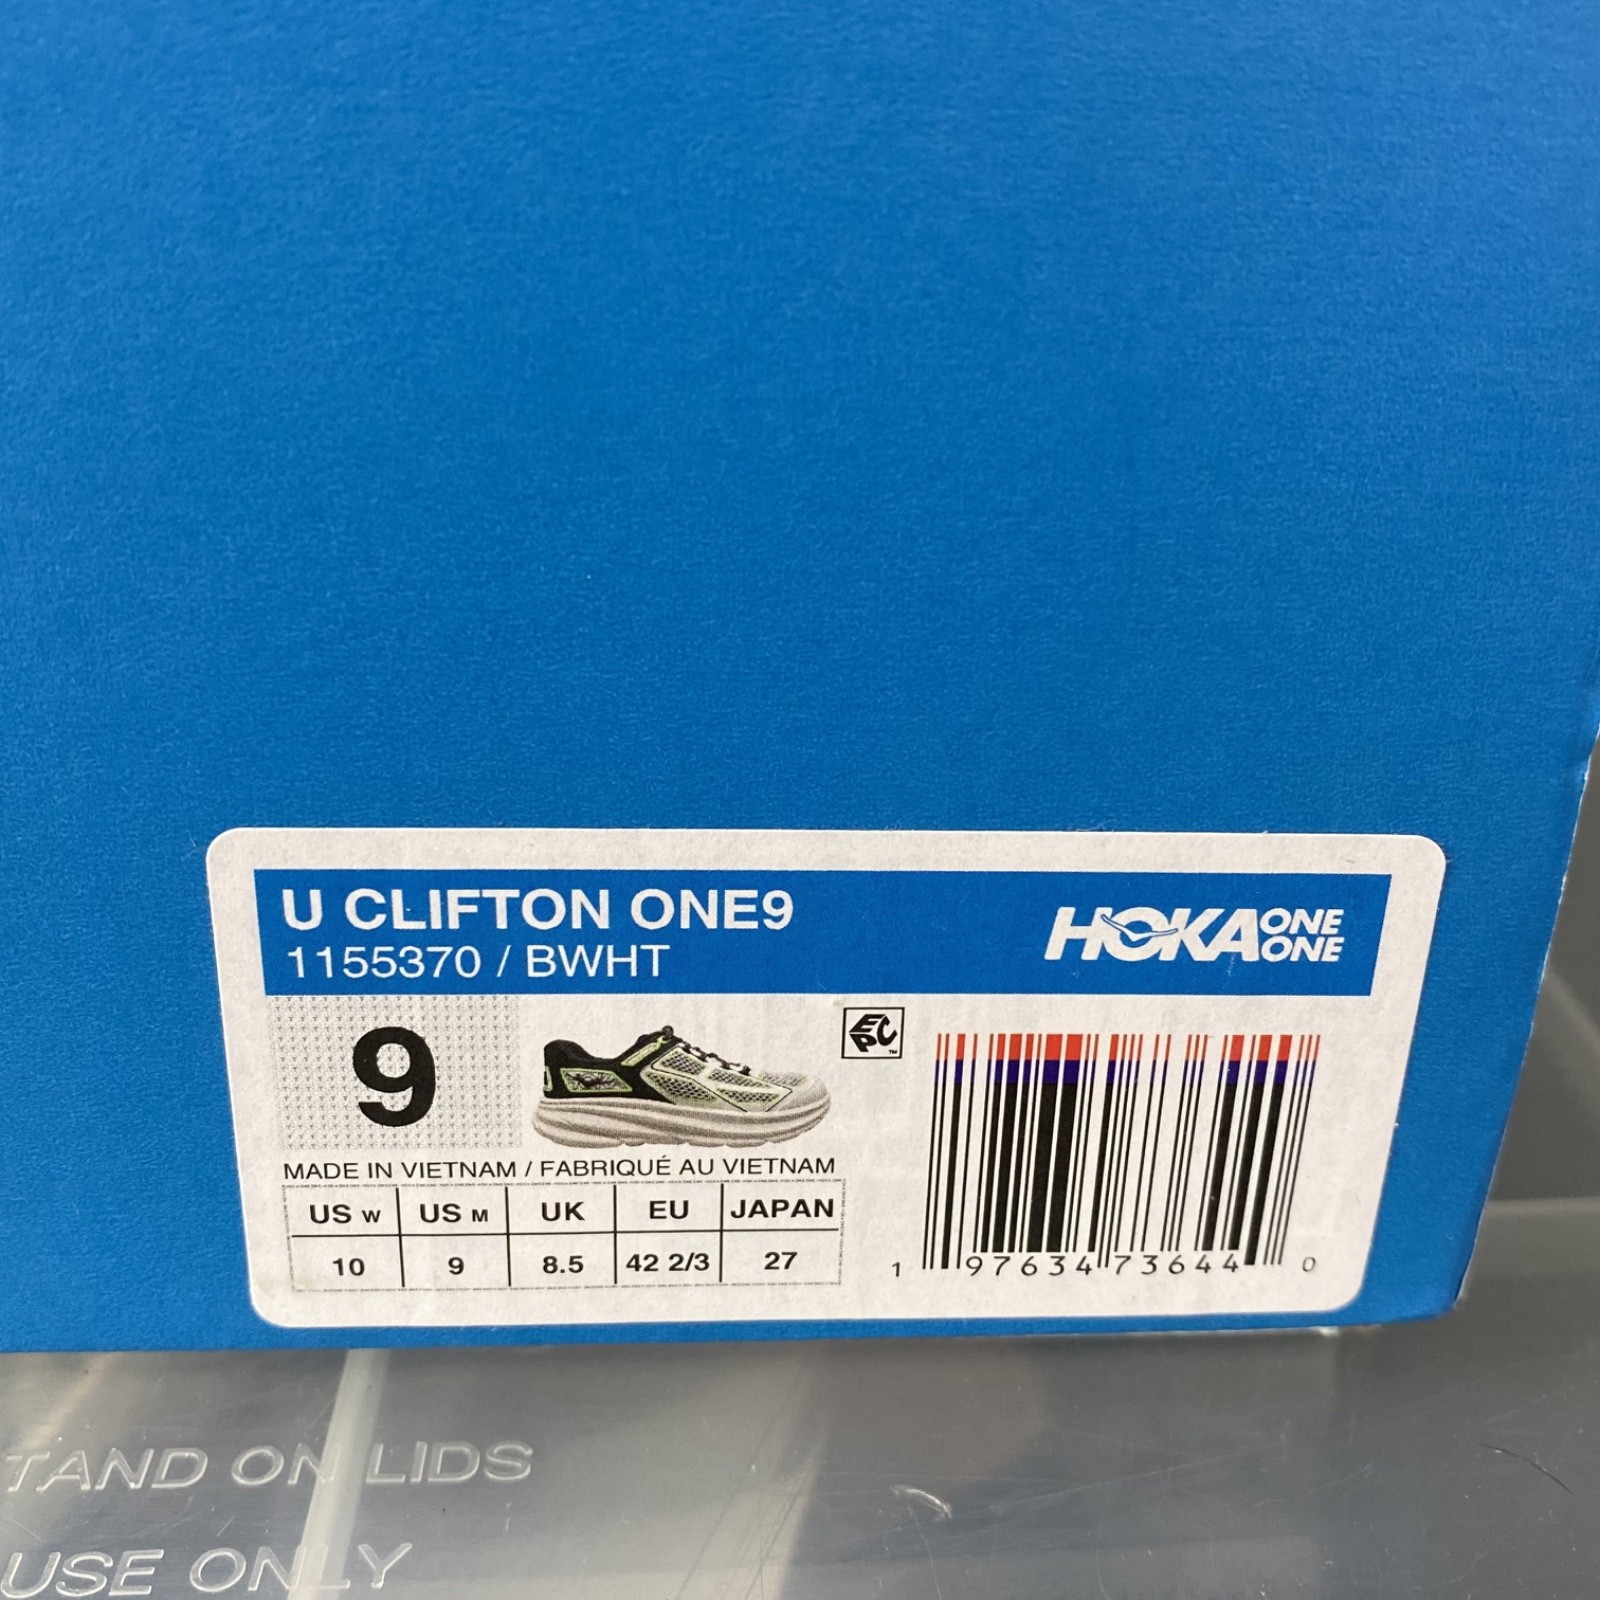 U CLIFTON ONE9
1155370 / BWHT
HOKA ONE ONE
9
EPC™
MADE IN VIETNAM / FABRIQUÉ AU VIETNAM
US W US M UK EU JAPAN
10 9 8.5 42 2/3 27
1 97634 73644 0
TAND ON LIDS
USE ONLY